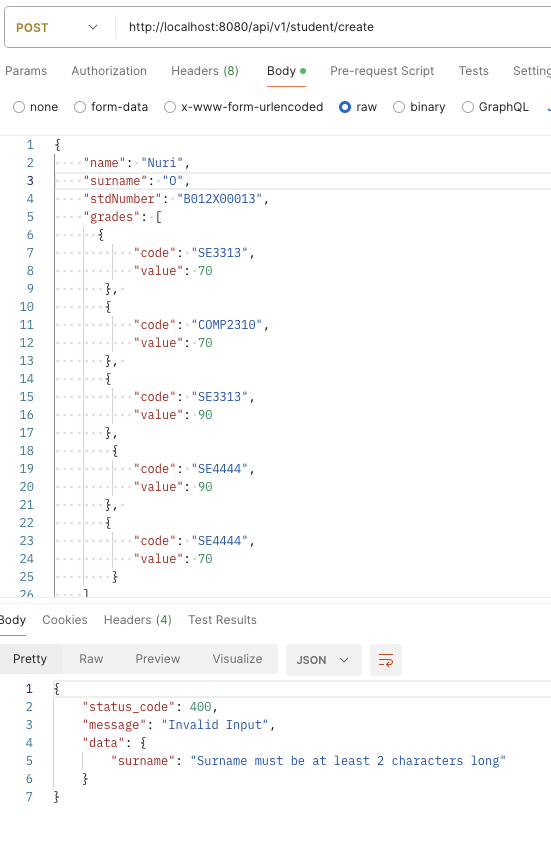 POST http://localhost:8080/api/v1/student/create
Params Authorization Headers (8) Body Pre-request Script Tests
none form-data x-www-form-urlencoded raw binary GraphQL
1 {
2 "name": "Nuri",
3 "surname": "O",
4 "stdNumber": "B012X00013",
5 "grades": [
6 {
7 "code": "SE3313",
8 "value": 70
9 },
10 {
11 "code": "COMP2310",
12 "value": 70
13 },
14 {
15 "code": "SE3313",
16 "value": 90
17 },
18 {
19 "code": "SE4444",
20 "value": 90
21 },
22 {
23 "code": "SE4444",
24 "value": 70
25 }
26 ]
Body Cookies Headers (4) Test Results
Pretty Raw Preview Visualize JSON
1 {
2 "status_code": 400,
3 "message": "Invalid Input",
4 "data": {
5 "surname": "Surname must be at least 2 characters long"
6 }
7 }